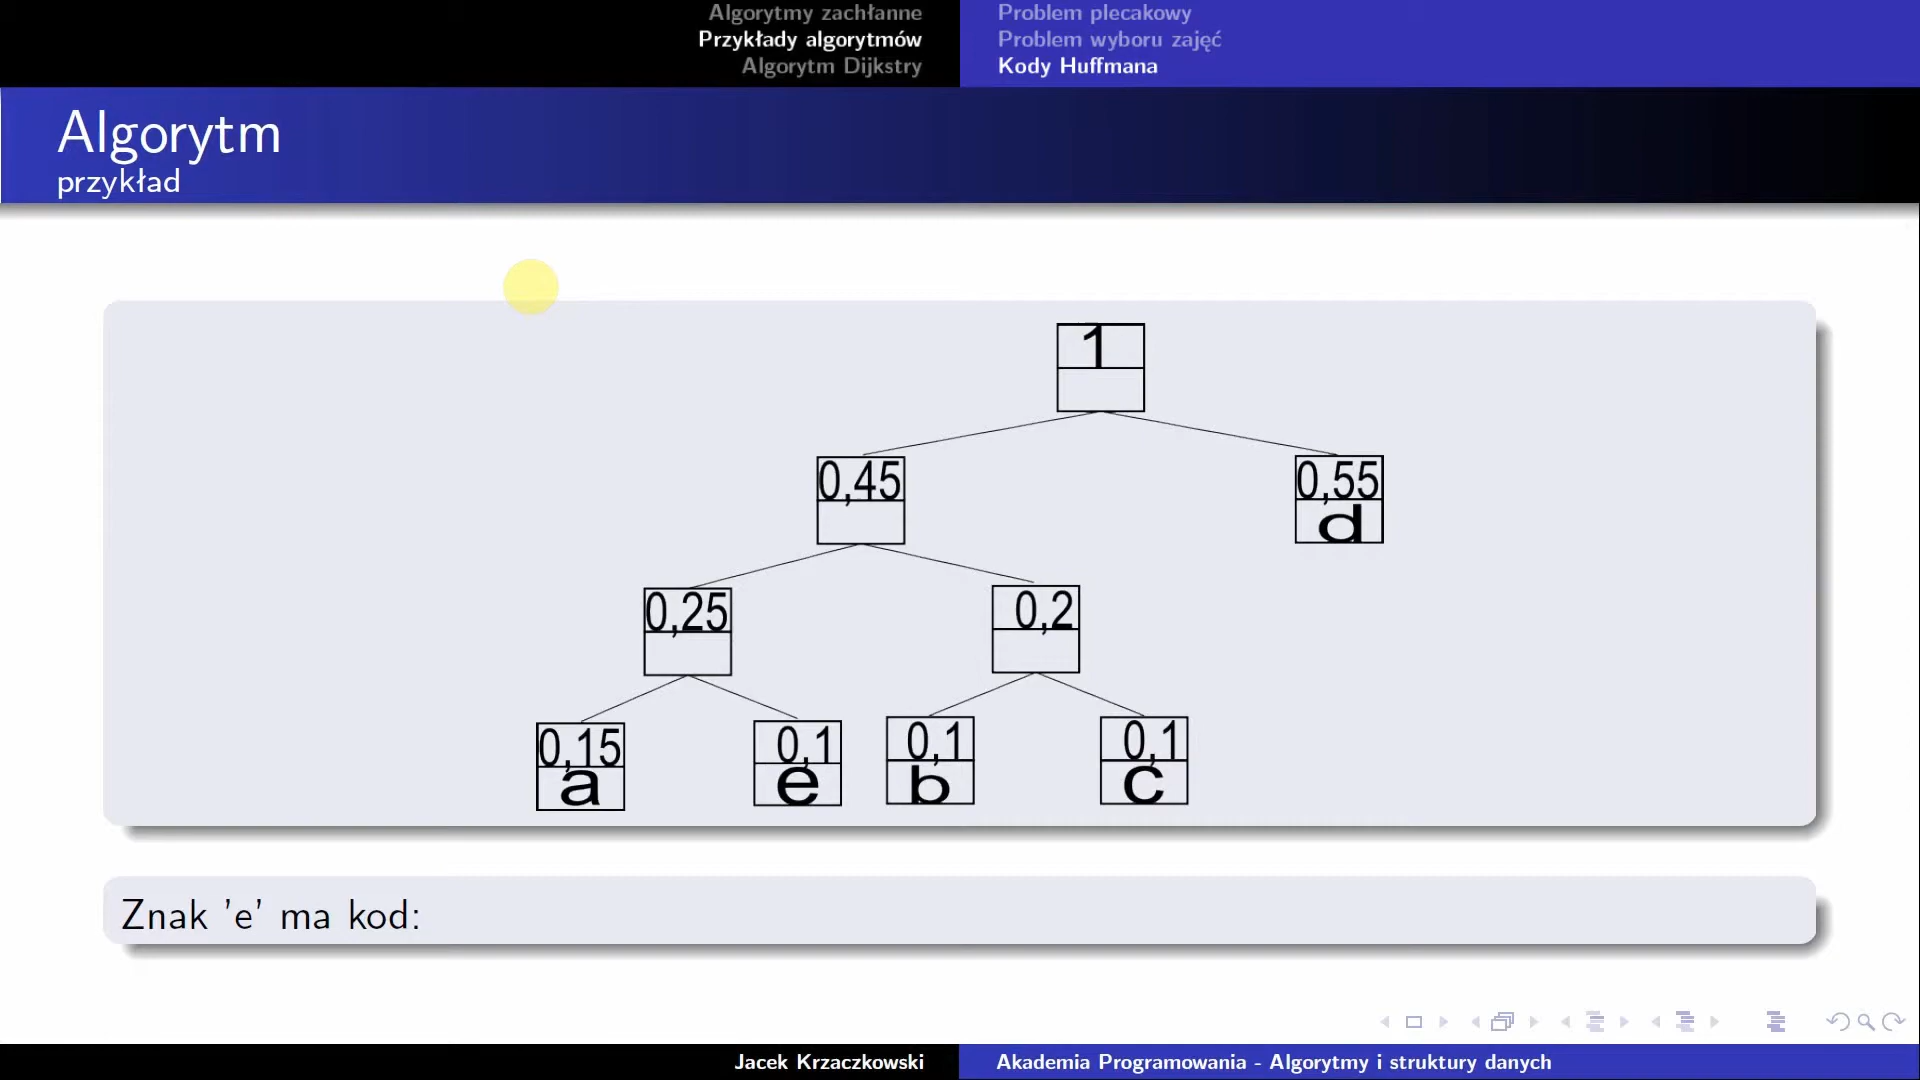 Algorytmy zachłanne
Przykłady algorytmów
Algorytm Dijkstry
Problem plecakowy
Problem wyboru zajęć
Kody Huffmana
Algorytm
przykład
1
0,45
0,55
d
0,25
0,2
0,15
a
0,1
e
0,1
b
0,1
c
Znak 'e' ma kod:
Jacek Krzaczkowski
Akademia Programowania - Algorytmy i struktury danych